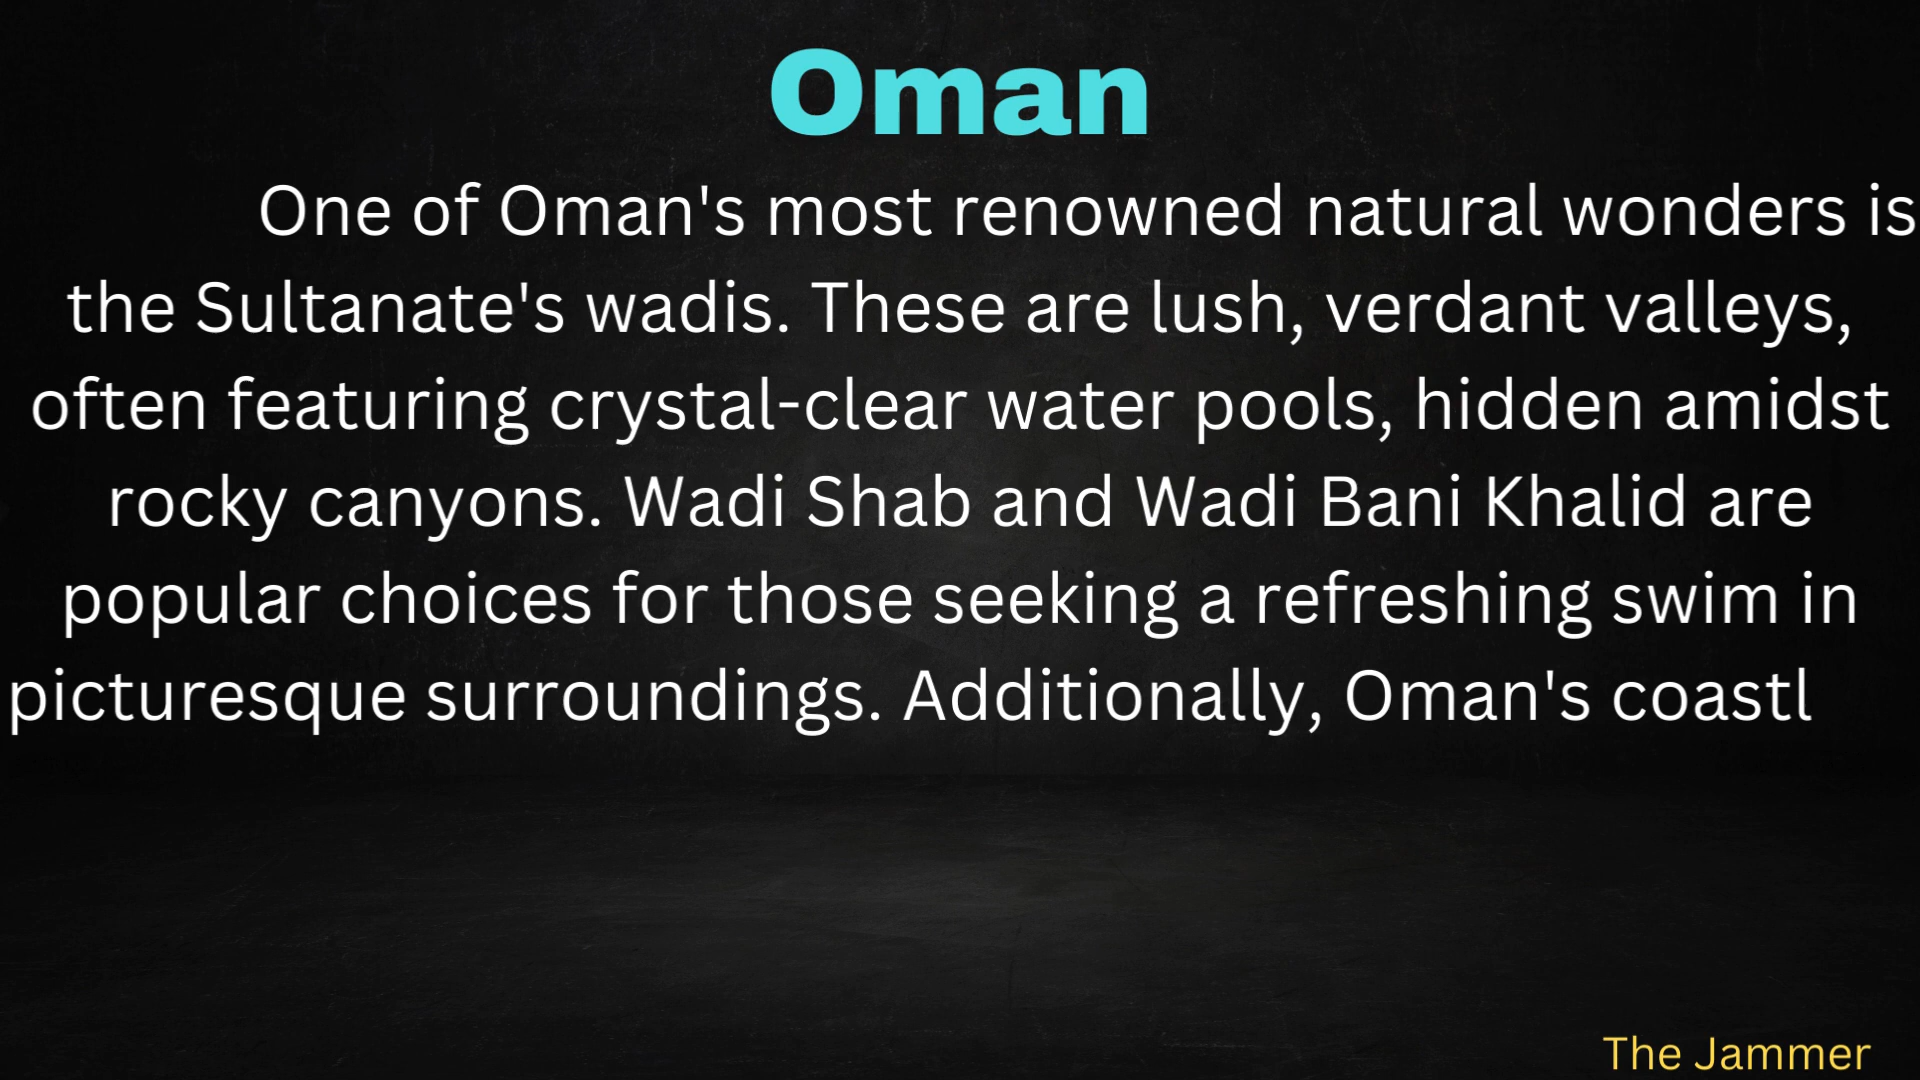 Oman
One of Oman's most renowned natural wonders is
the Sultanate's wadis. These are lush, verdant valleys,
often featuring crystal-clear water pools, hidden amidst
rocky canyons. Wadi Shab and Wadi Bani Khalid are
popular choices for those seeking a refreshing swim in
picturesque surroundings. Additionally, Oman's coastl
The Jammer